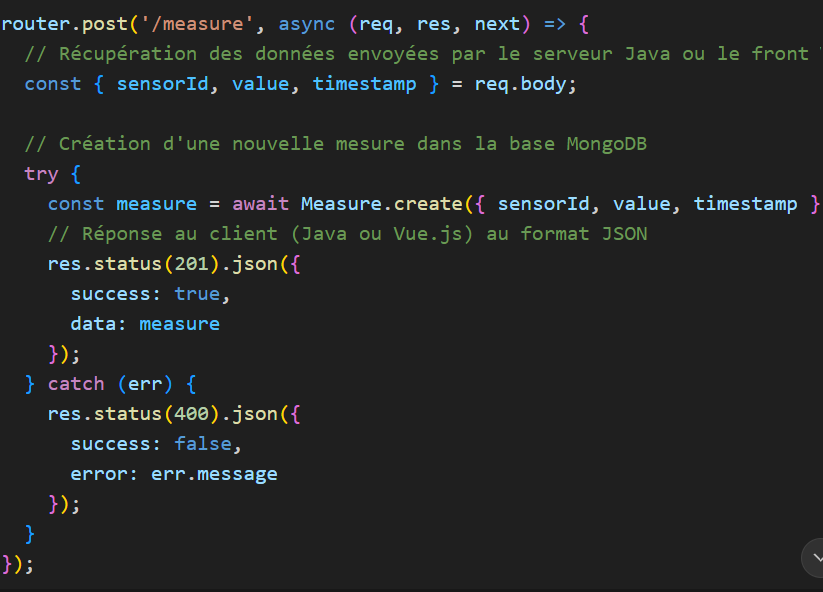 router.post('/measure', async (req, res, next) => {
// Récupération des données envoyées par le serveur Java ou le front
const { sensorId, value, timestamp } = req.body;
// Création d'une nouvelle mesure dans la base MongoDB
try {
const measure = await Measure.create({ sensorId, value, timestamp }
// Réponse au client (Java ou Vue.js) au format JSON
res.status(201).json({
success: true,
data: measure
});
} catch (err) {
res.status(400).json({
success: false,
error: err.message
});
}
});